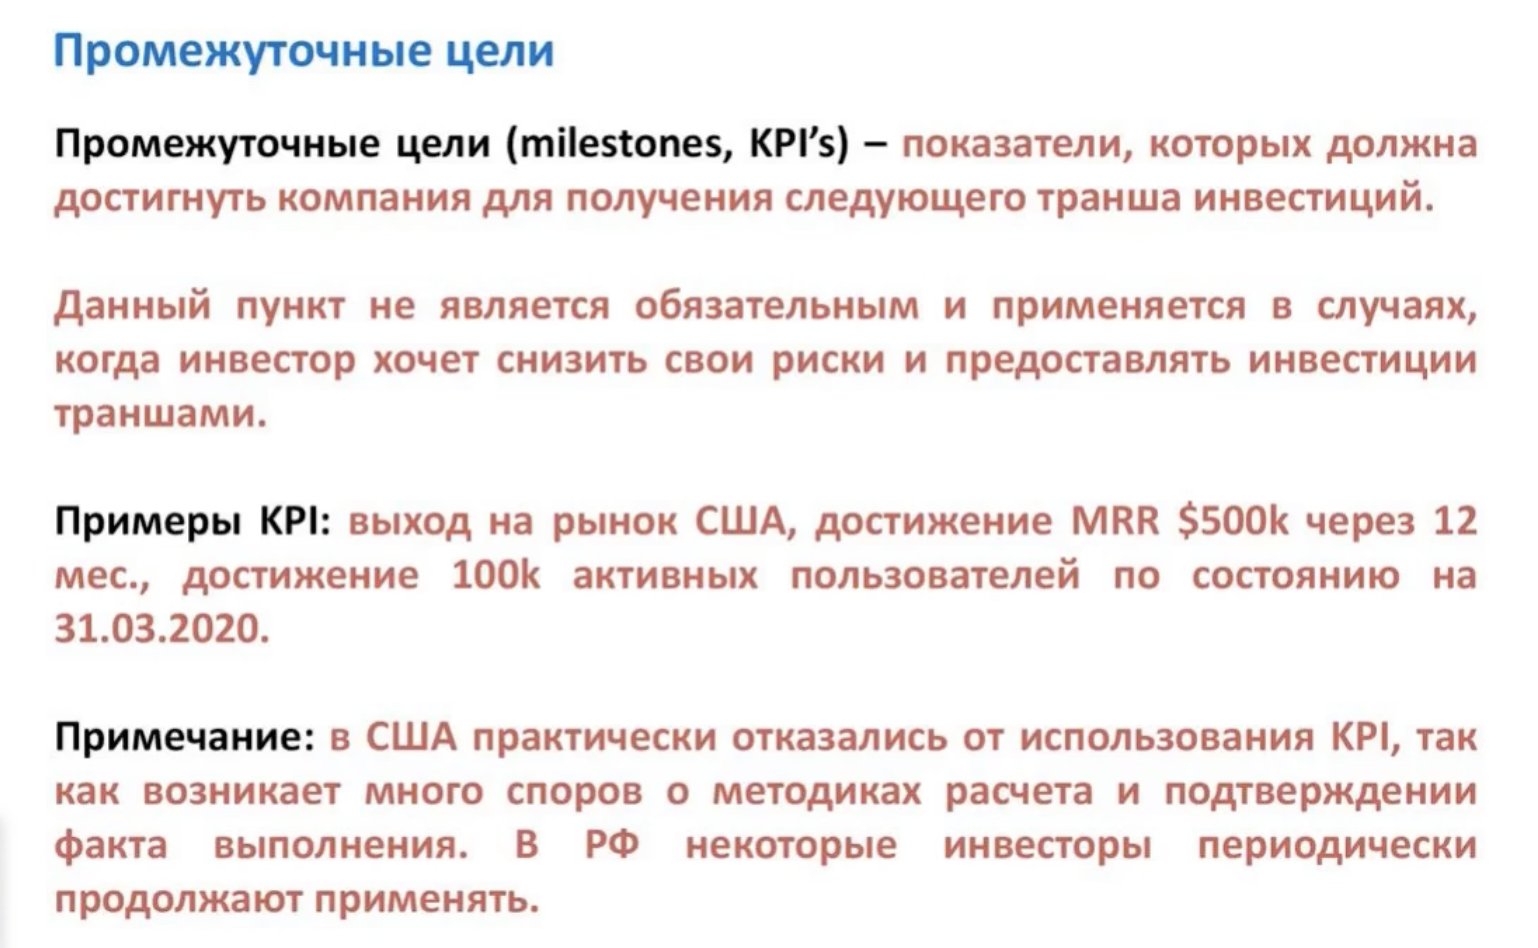 Промежуточные цели
Промежуточные цели (milestones, KPI’s) – показатели, которых должна
достигнуть компания для получения следующего транша инвестиций.
Данный пункт не является обязательным и применяется в случаях,
когда инвестор хочет снизить свои риски и предоставлять инвестиции
траншами.
Примеры KPI: выход на рынок США, достижение MRR $500k через 12
мес., достижение 100k активных пользователей по состоянию на
31.03.2020.
Примечание: в США практически отказались от использования KPI, так
как возникает много споров о методиках расчета и подтверждении
факта выполнения. В РФ некоторые инвесторы периодически
продолжают применять.